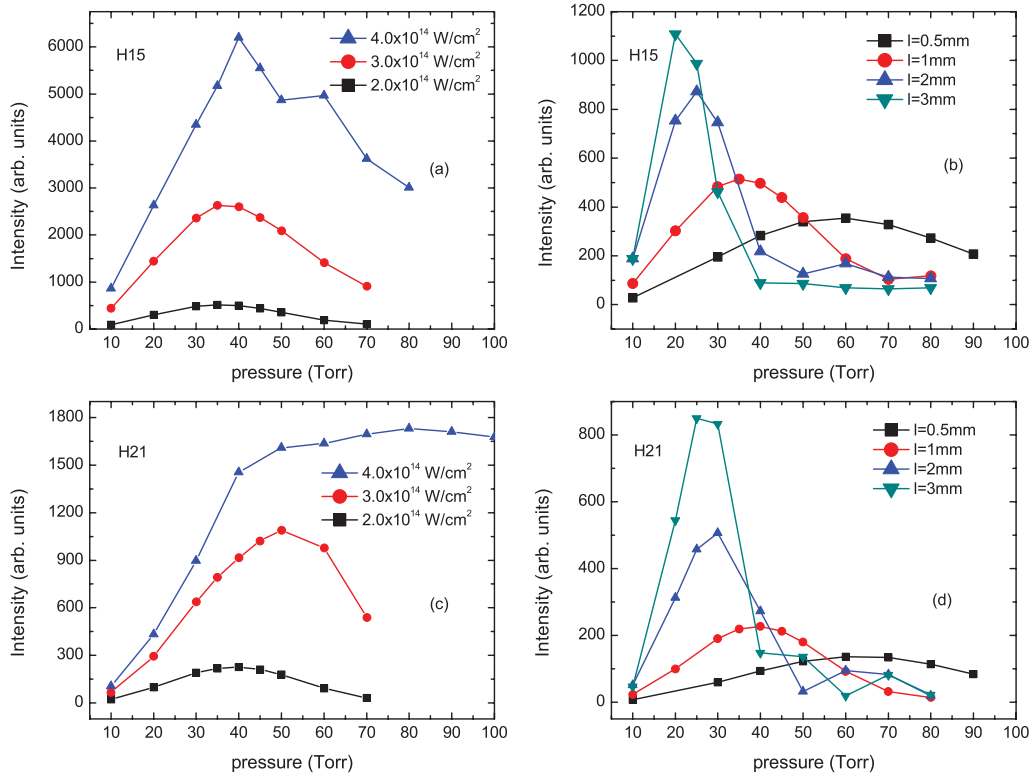 H15
4.0x10¹⁴ W/cm²
3.0x10¹⁴ W/cm²
2.0x10¹⁴ W/cm²
(a)
Intensity (arb. units)
6000
5000
4000
3000
2000
1000
0
10 20 30 40 50 60 70 80 90 100
pressure (Torr)
H15
l=0.5mm
l=1mm
l=2mm
l=3mm
(b)
Intensity (arb. units)
1200
1000
800
600
400
200
0
10 20 30 40 50 60 70 80 90 100
pressure (Torr)
H21
4.0x10¹⁴ W/cm²
3.0x10¹⁴ W/cm²
2.0x10¹⁴ W/cm²
(c)
Intensity (arb. units)
1800
1500
1200
900
600
300
0
10 20 30 40 50 60 70 80 90 100
pressure (Torr)
H21
l=0.5mm
l=1mm
l=2mm
l=3mm
(d)
Intensity (arb. units)
800
600
400
200
0
10 20 30 40 50 60 70 80 90 100
pressure (Torr)